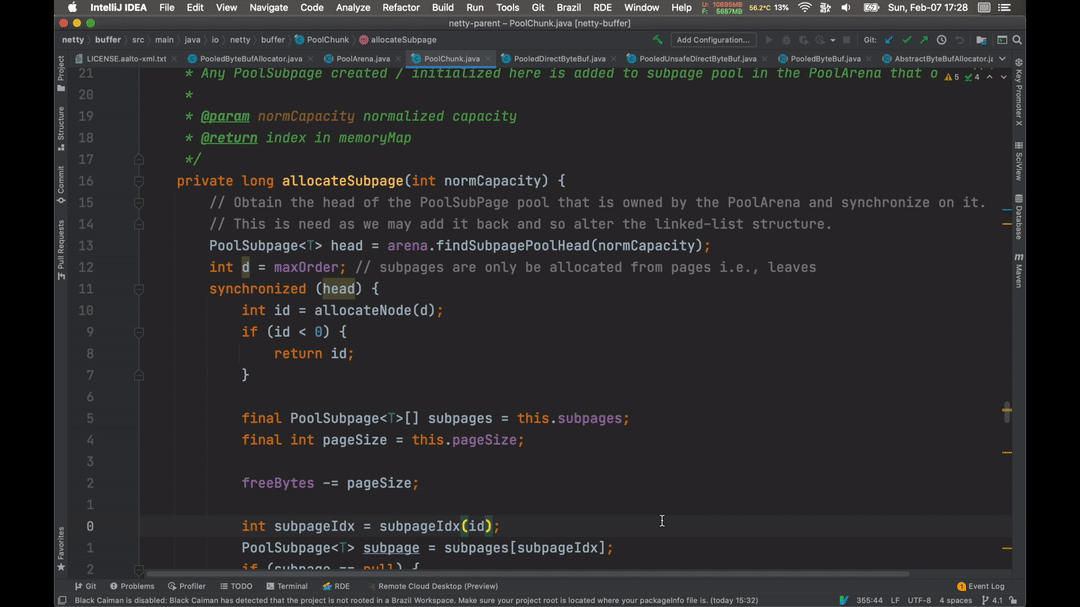 IntelliJ IDEA File Edit View Navigate Code Analyze Refactor Build Run Tools Git Brazil RDE Window Help U: 10895MB F: 5687MB 56.2°C 13% Sun, Feb-07 17:28
netty-parent – PoolChunk.java [netty-buffer]
netty buffer src main java io netty buffer PoolChunk allocateSubpage Add Configuration... Git:
LICENSE.aalto-xml.txt PooledByteBufAllocator.java PoolArena.java PoolChunk.java PooledDirectByteBuf.java PooledUnsafeDirectByteBuf.java PooledByteBuf.java AbstractByteBufAllocator.ja
21 * Any PoolSubpage created / initialized here is added to subpage pool in the PoolArena that o 5 4
20 *
19 * @param normCapacity normalized capacity
18 * @return index in memoryMap
17 */
16 private long allocateSubpage(int normCapacity) {
15 // Obtain the head of the PoolSubPage pool that is owned by the PoolArena and synchronize on it.
14 // This is need as we may add it back and so alter the linked-list structure.
13 PoolSubpage<T> head = arena.findSubpagePoolHead(normCapacity);
12 int d = maxOrder; // subpages are only be allocated from pages i.e., leaves
11 synchronized (head) {
10 int id = allocateNode(d);
9 if (id < 0) {
8 return id;
7 }
6
5 final PoolSubpage<T>[] subpages = this.subpages;
4 final int pageSize = this.pageSize;
3
2 freeBytes -= pageSize;
1
0 int subpageIdx = subpageIdx(id);
1 PoolSubpage<T> subpage = subpages[subpageIdx];
2 if (subpage == null) {
Project
Structure
Commit
Pull Requests
Favorites
Key Promoter X
SciView
Database
Maven
Git Problems Profiler TODO Terminal RDE Remote Cloud Desktop (Preview) 1 Event Log
Black Caiman is disabled: Black Caiman has detected that the project is not rooted in a Brazil Workspace. Make sure your project root is located where your packageInfo file is. (today 15:32) 355:44 LF UTF-8 4 spaces 4.1